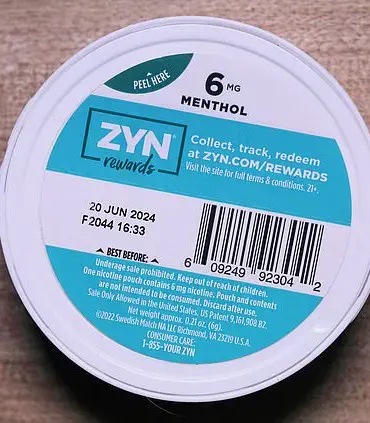 PEEL HERE
6 MG
MENTHOL
ZYN®
rewards
Collect, track, redeem
at ZYN.COM/REWARDS
Visit the site for full terms & conditions. 21+.
20 JUN 2024
F2044 16:33
BEST BEFORE:
6 09249 92304 2
Underage sale prohibited. Keep out of reach of children.
One nicotine pouch contains 6 mg nicotine. Pouch and contents
are not intended to be consumed. Discard after use.
Sale Only Allowed in the United States. US Patent 9,161,908 B2.
Net weight approx. 0.21 oz. (6g).
©2022 Swedish Match NA LLC Richmond, VA 23219 U.S.A.
CONSUMER CARE:
1-855-YOUR ZYN